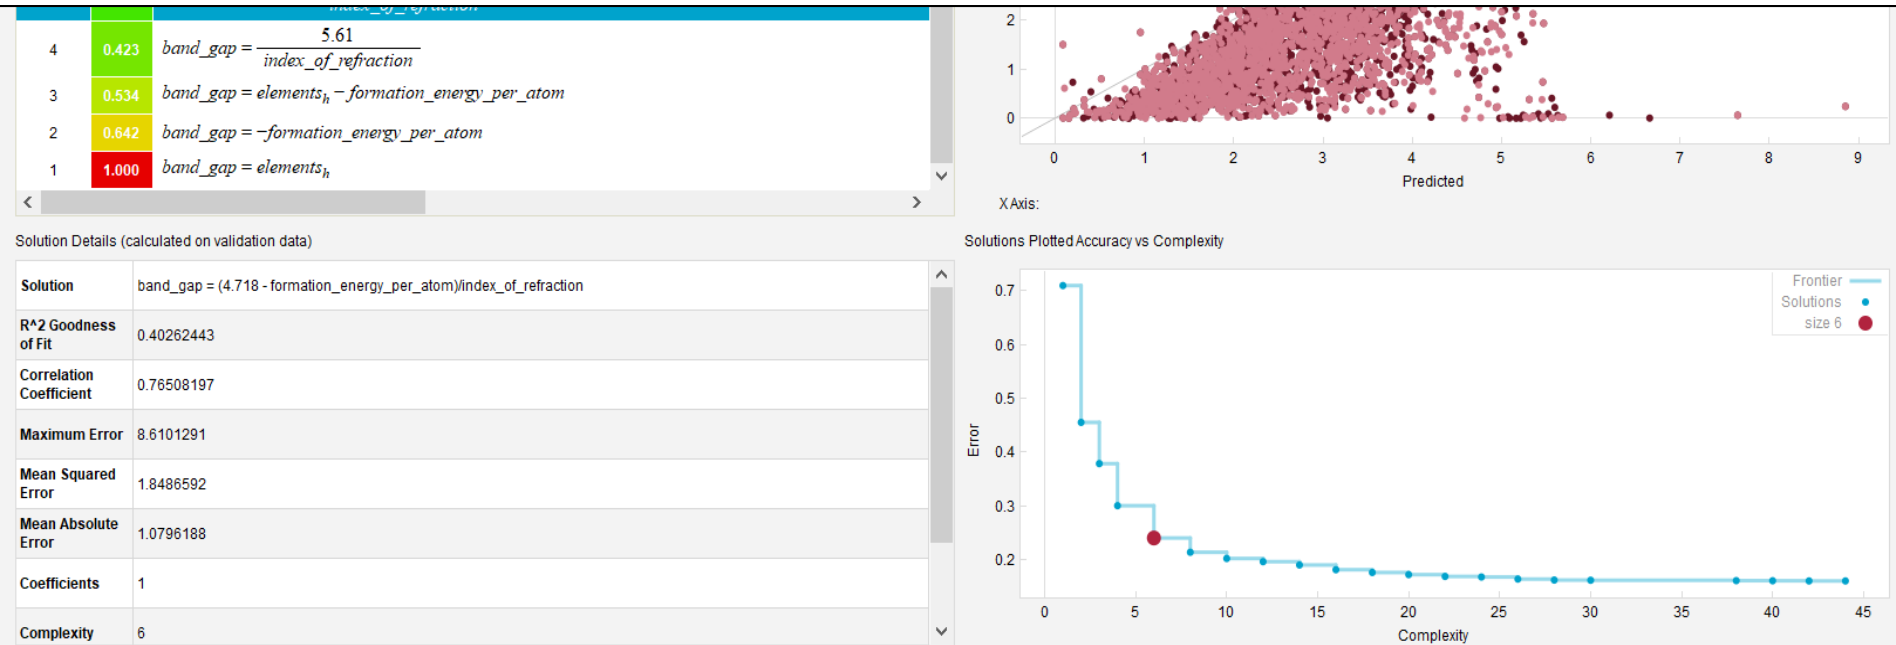 index_of_refraction
4 0.423 band_gap = 5.61 / index_of_refraction
3 0.534 band_gap = elements_h − formation_energy_per_atom
2 0.642 band_gap = −formation_energy_per_atom
1 1.000 band_gap = elements_h
2
1
0
0 1 2 3 4 5 6 7 8 9
Predicted
X Axis:
Solution Details (calculated on validation data)
Solution band_gap = (4.718 - formation_energy_per_atom)/index_of_refraction
R^2 Goodness
of Fit 0.40262443
Correlation
Coefficient 0.76508197
Maximum Error 8.6101291
Mean Squared
Error 1.8486592
Mean Absolute
Error 1.0796188
Coefficients 1
Complexity 6
Solutions Plotted Accuracy vs Complexity
Frontier
Solutions
size 6
Error
0.7
0.6
0.5
0.4
0.3
0.2
0 5 10 15 20 25 30 35 40 45
Complexity